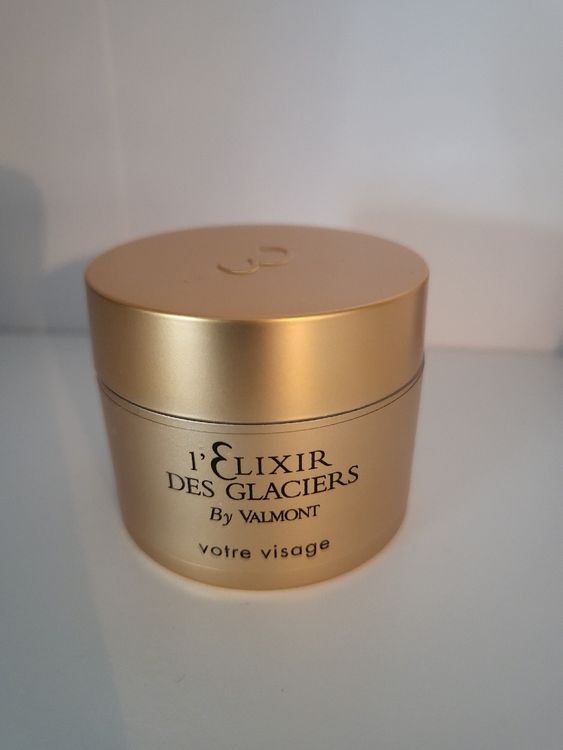 l'ELIXIR
DES GLACIERS
By VALMONT
votre visage